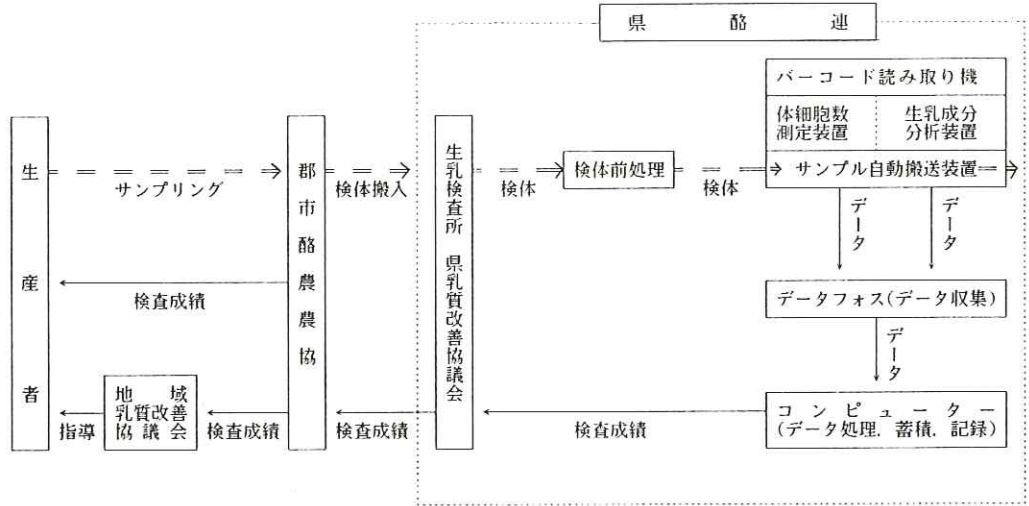 県酪連
バーコード読み取り機
体細胞数
測定装置
生乳成分
分析装置
サンプル自動搬送装置
生産者
サンプリング
郡市酪農農協
検体搬入
生乳検査所 県乳質改善協議会
検体
検体前処理
検体
データ
データ
検査成績
データフォス(データ収集)
データ
地域
乳質改善
協議会
指導
検査成績
検査成績
検査成績
コンピューター
(データ処理, 蓄積, 記録)